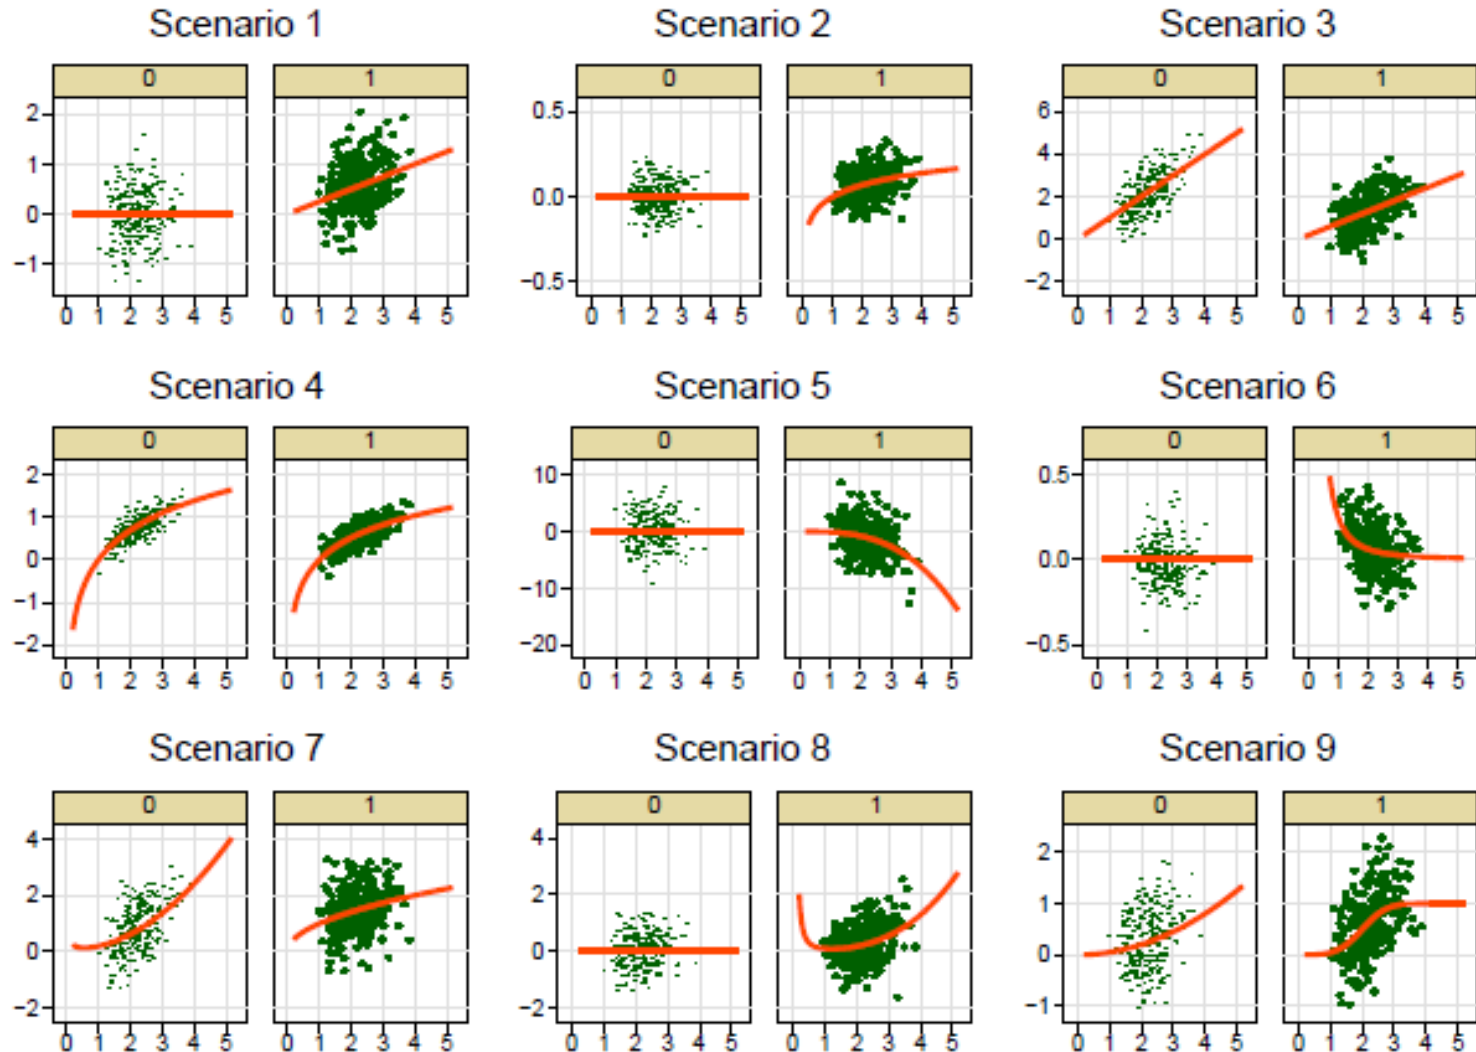 Scenario 1 Scenario 2 Scenario 3
0 1 0 1 0 1
2 0.5 6
1 4
0 0.0 2
−1 0
−0.5 −2
0 1 2 3 4 5 0 1 2 3 4 5 0 1 2 3 4 5 0 1 2 3 4 5 0 1 2 3 4 5 0 1 2 3 4 5
Scenario 4 Scenario 5 Scenario 6
0 1 0 1 0 1
2 10 0.5
1 0
0 −10 0.0
−1
−2 −20 −0.5
0 1 2 3 4 5 0 1 2 3 4 5 0 1 2 3 4 5 0 1 2 3 4 5 0 1 2 3 4 5 0 1 2 3 4 5
Scenario 7 Scenario 8 Scenario 9
0 1 0 1 0 1
4 4 2
2 2 1
0 0 0
−2 −2 −1
0 1 2 3 4 5 0 1 2 3 4 5 0 1 2 3 4 5 0 1 2 3 4 5 0 1 2 3 4 5 0 1 2 3 4 5